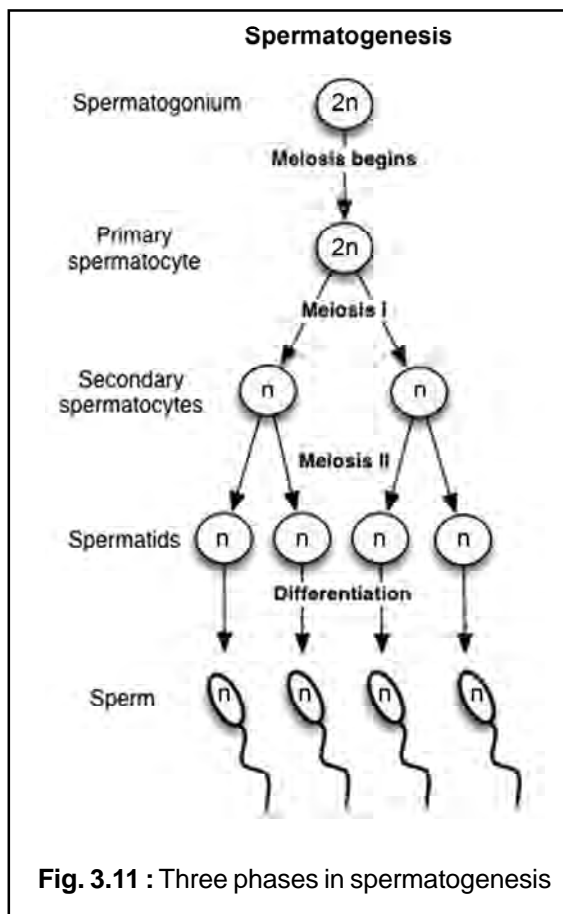 Spermatogenesis
Spermatogonium
2n
Meiosis begins
Primary
spermatocyte
2n
Meiosis I
Secondary
spermatocytes
n n
Meiosis II
Spermatids
n n n n
Differentiation
Sperm
n n n n
Fig. 3.11 : Three phases in spermatogenesis